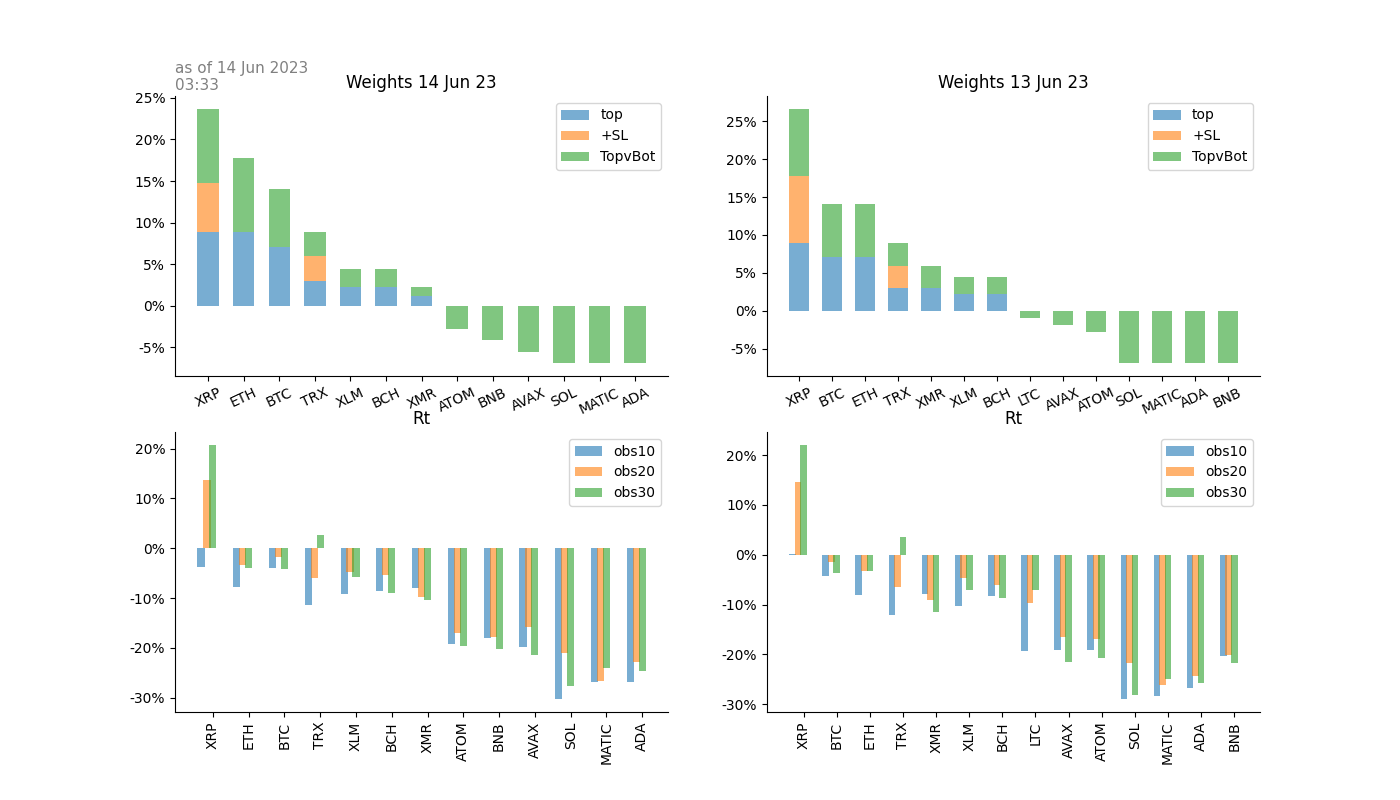 as of 14 Jun 2023
03:33
Weights 14 Jun 23
25%
20%
15%
10%
5%
0%
-5%
top
+SL
TopvBot
XRP ETH BTC TRX XLM BCH XMR ATOM BNB AVAX SOL MATIC ADA
Weights 13 Jun 23
25%
20%
15%
10%
5%
0%
-5%
top
+SL
TopvBot
XRP BTC ETH TRX XMR XLM BCH LTC AVAX ATOM SOL MATIC ADA BNB
Rt
20%
10%
0%
-10%
-20%
-30%
obs10
obs20
obs30
XRP ETH BTC TRX XLM BCH XMR ATOM BNB AVAX SOL MATIC ADA
Rt
20%
10%
0%
-10%
-20%
-30%
obs10
obs20
obs30
XRP BTC ETH TRX XMR XLM BCH LTC AVAX ATOM SOL MATIC ADA BNB